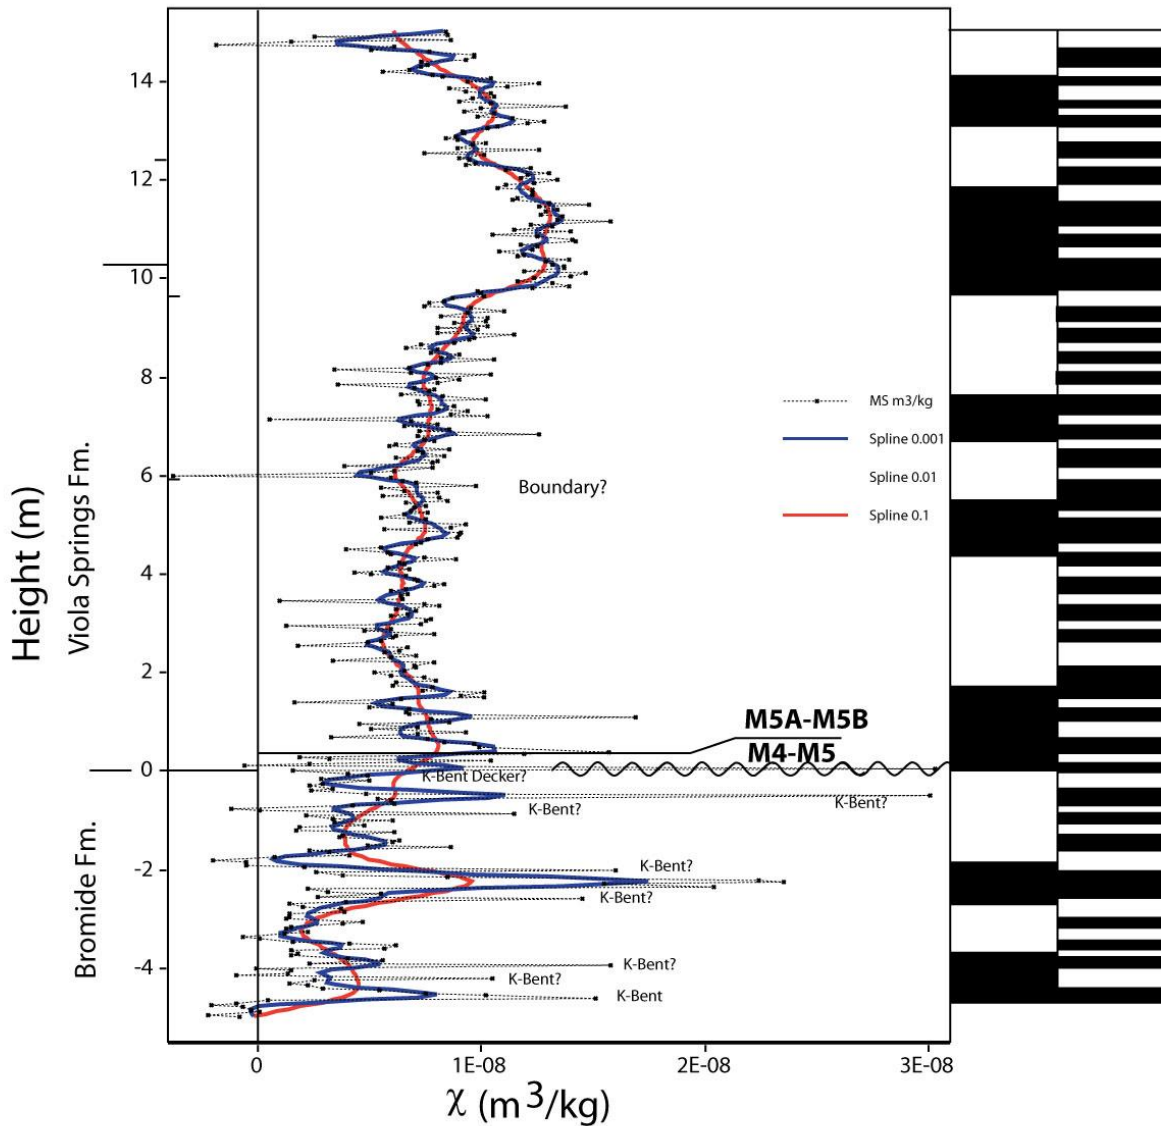 14
12
10
8
6
4
2
0
-2
-4
Height (m)
Viola Springs Fm.
Bromide Fm.
MS m3/kg
Spline 0.001
Spline 0.01
Spline 0.1
Boundary?
M5A-M5B
M4-M5
K-Bent Decker?
K-Bent?
K-Bent?
K-Bent?
K-Bent?
K-Bent?
K-Bent?
K-Bent
0
1E-08
2E-08
3E-08
χ (m³/kg)